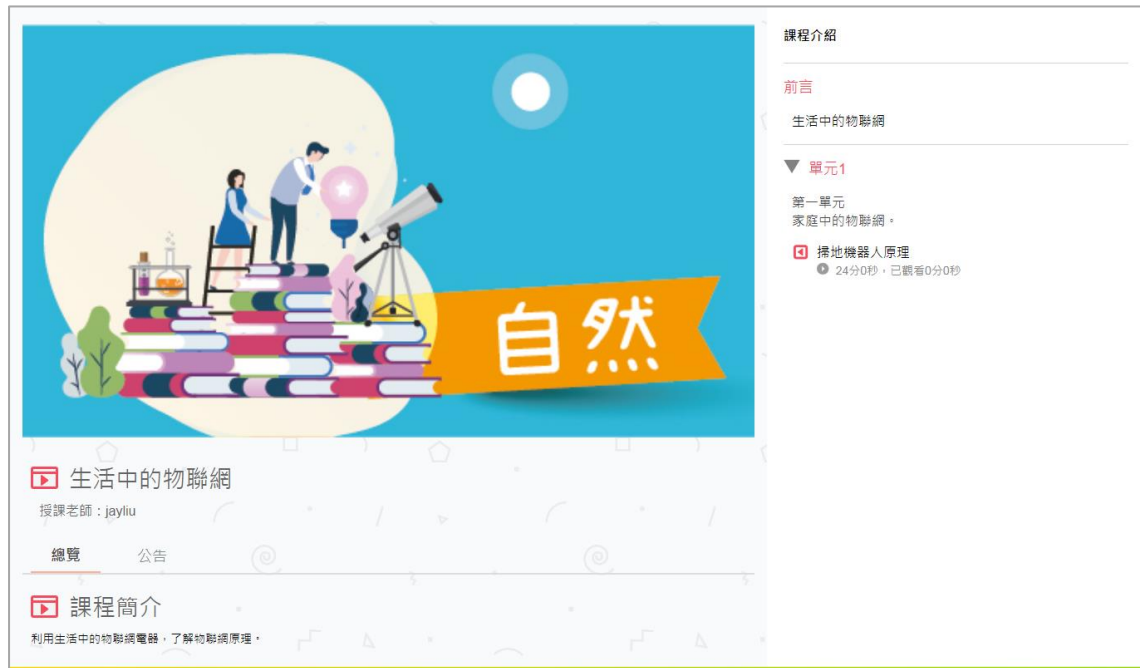 自然
生活中的物聯網
授課老師：jayliu
總覽
公告
課程簡介
利用生活中的物聯網電器，了解物聯網原理。
課程介紹
前言
生活中的物聯網
單元1
第一單元
家庭中的物聯網。
掃地機器人原理
24分0秒，已觀看0分0秒